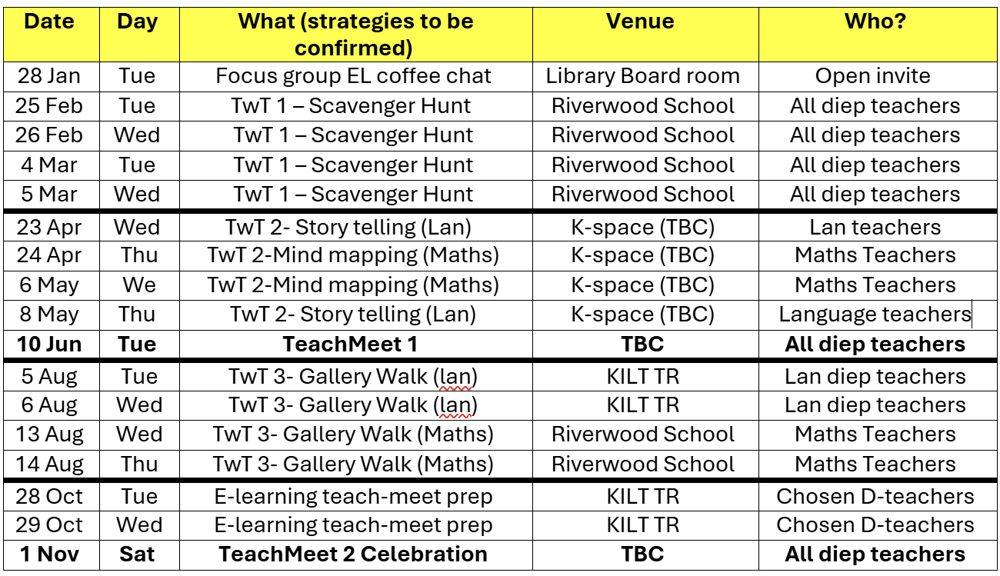 Date Day What (strategies to be confirmed) Venue Who?
28 Jan Tue Focus group EL coffee chat Library Board room Open invite
25 Feb Tue TwT 1 – Scavenger Hunt Riverwood School All diep teachers
26 Feb Wed TwT 1 – Scavenger Hunt Riverwood School All diep teachers
4 Mar Tue TwT 1 – Scavenger Hunt Riverwood School All diep teachers
5 Mar Wed TwT 1 – Scavenger Hunt Riverwood School All diep teachers
23 Apr Wed TwT 2- Story telling (Lan) K-space (TBC) Lan teachers
24 Apr Thu TwT 2-Mind mapping (Maths) K-space (TBC) Maths Teachers
6 May We TwT 2-Mind mapping (Maths) K-space (TBC) Maths Teachers
8 May Thu TwT 2- Story telling (Lan) K-space (TBC) Language teachers
10 Jun Tue TeachMeet 1 TBC All diep teachers
5 Aug Tue TwT 3- Gallery Walk (lan) KILT TR Lan diep teachers
6 Aug Wed TwT 3- Gallery Walk (lan) KILT TR Lan diep teachers
13 Aug Wed TwT 3- Gallery Walk (Maths) Riverwood School Maths Teachers
14 Aug Thu TwT 3- Gallery Walk (Maths) Riverwood School Maths Teachers
28 Oct Tue E-learning teach-meet prep KILT TR Chosen D-teachers
29 Oct Wed E-learning teach-meet prep KILT TR Chosen D-teachers
1 Nov Sat TeachMeet 2 Celebration TBC All diep teachers